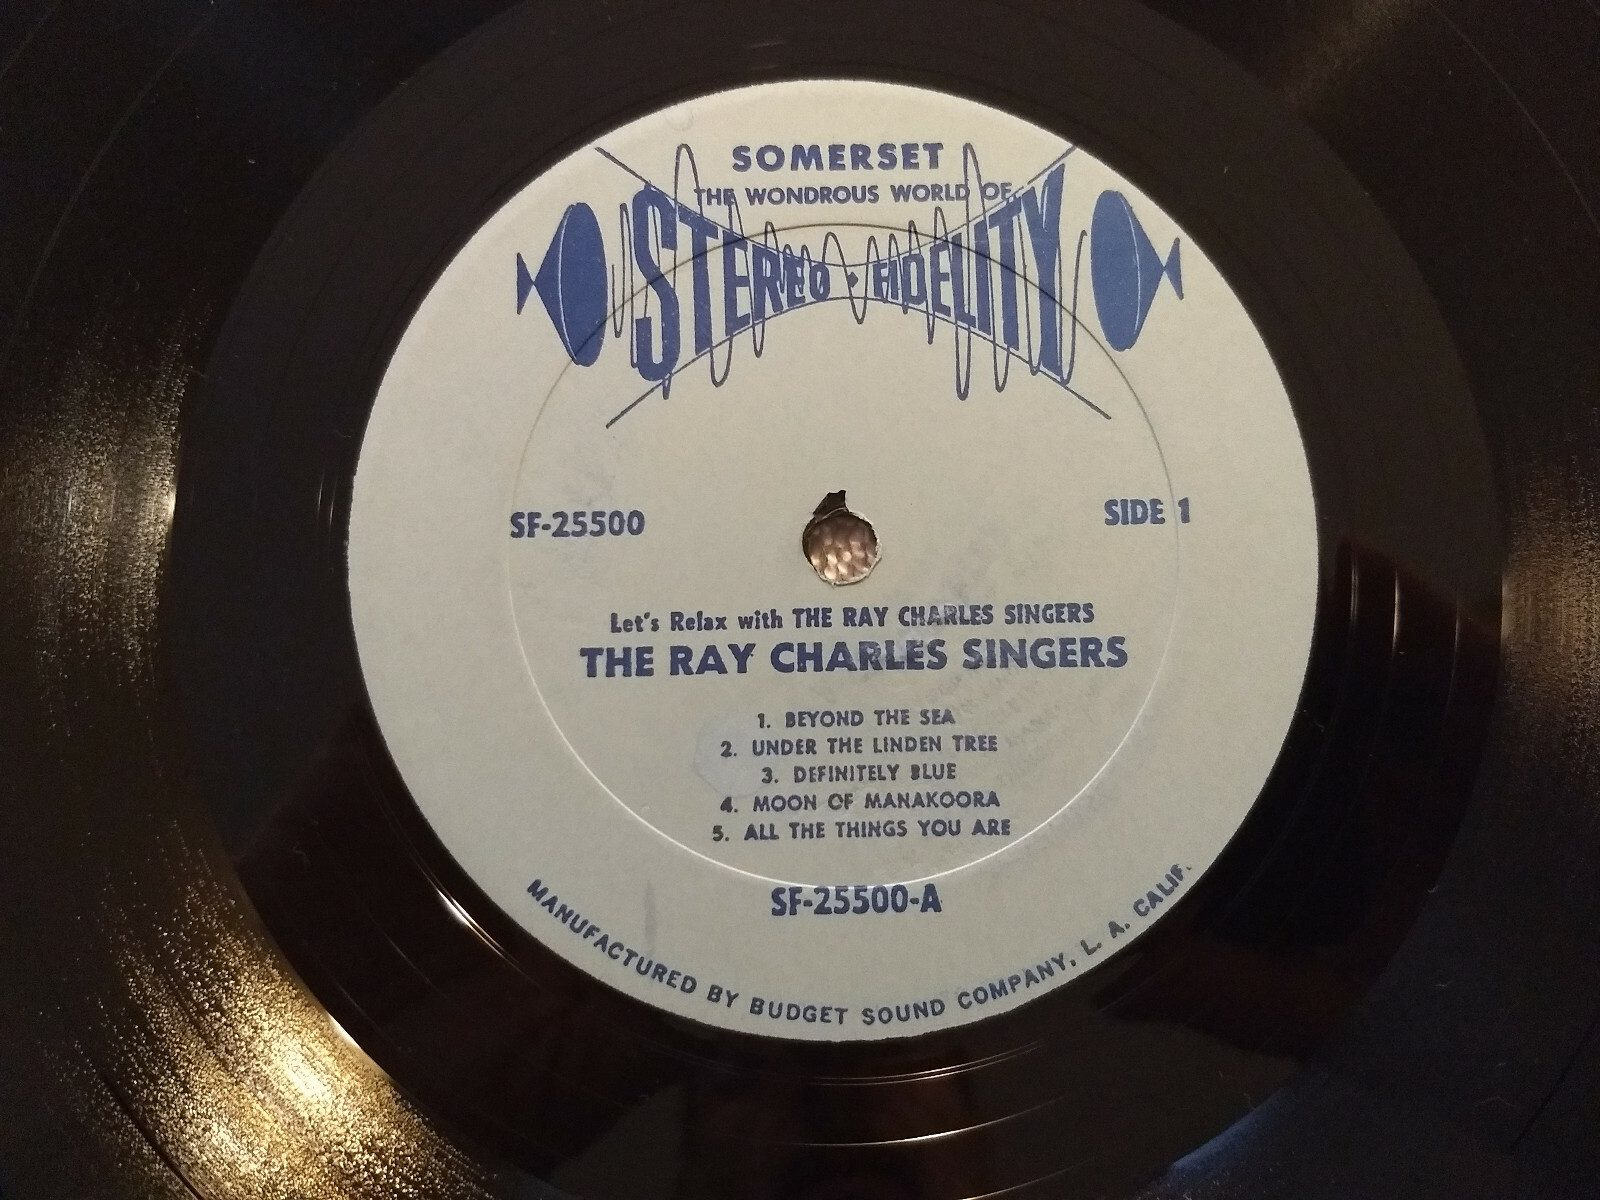 SOMERSET
THE WONDROUS WORLD OF
STEREO • FIDELITY
SF-25500
SIDE 1
Let's Relax with THE RAY CHARLES SINGERS
THE RAY CHARLES SINGERS
1. BEYOND THE SEA
2. UNDER THE LINDEN TREE
3. DEFINITELY BLUE
4. MOON OF MANAKOORA
5. ALL THE THINGS YOU ARE
SF-25500-A
MANUFACTURED BY BUDGET SOUND COMPANY, L. A. CALIF.